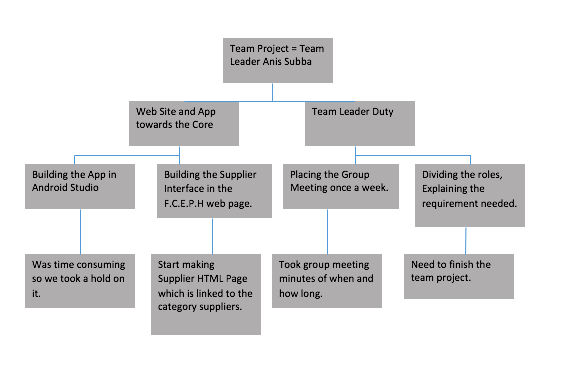 Team Project = Team
Leader Anis Subba
Web Site and App
towards the Core
Team Leader Duty
Building the App in
Android Studio
Building the Supplier
Interface in the
F.C.E.P.H web page.
Placing the Group
Meeting once a week.
Dividing the roles,
Explaining the
requirement needed.
Was time consuming
so we took a hold on
it.
Start making
Supplier HTML Page
which is linked to the
category suppliers.
Took group meeting
minutes of when and
how long.
Need to finish the
team project.